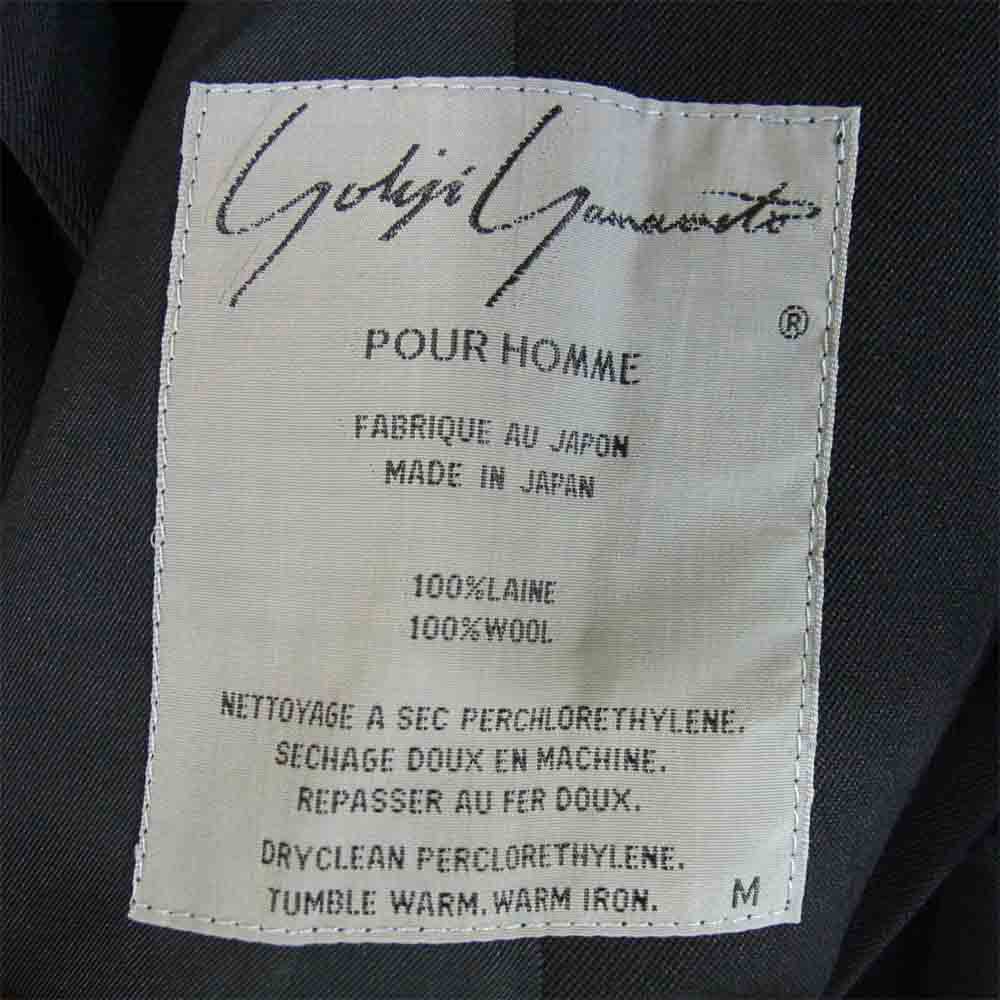 Yohji Yamamoto
®
POUR HOMME
FABRIQUE AU JAPON
MADE IN JAPAN
100%LAINE
100%WOOL
NETTOYAGE A SEC PERCHLORETHYLENE.
SECHAGE DOUX EN MACHINE.
REPASSER AU FER DOUX.
DRYCLEAN PERCLORETHYLENE.
TUMBLE WARM. WARM IRON. M